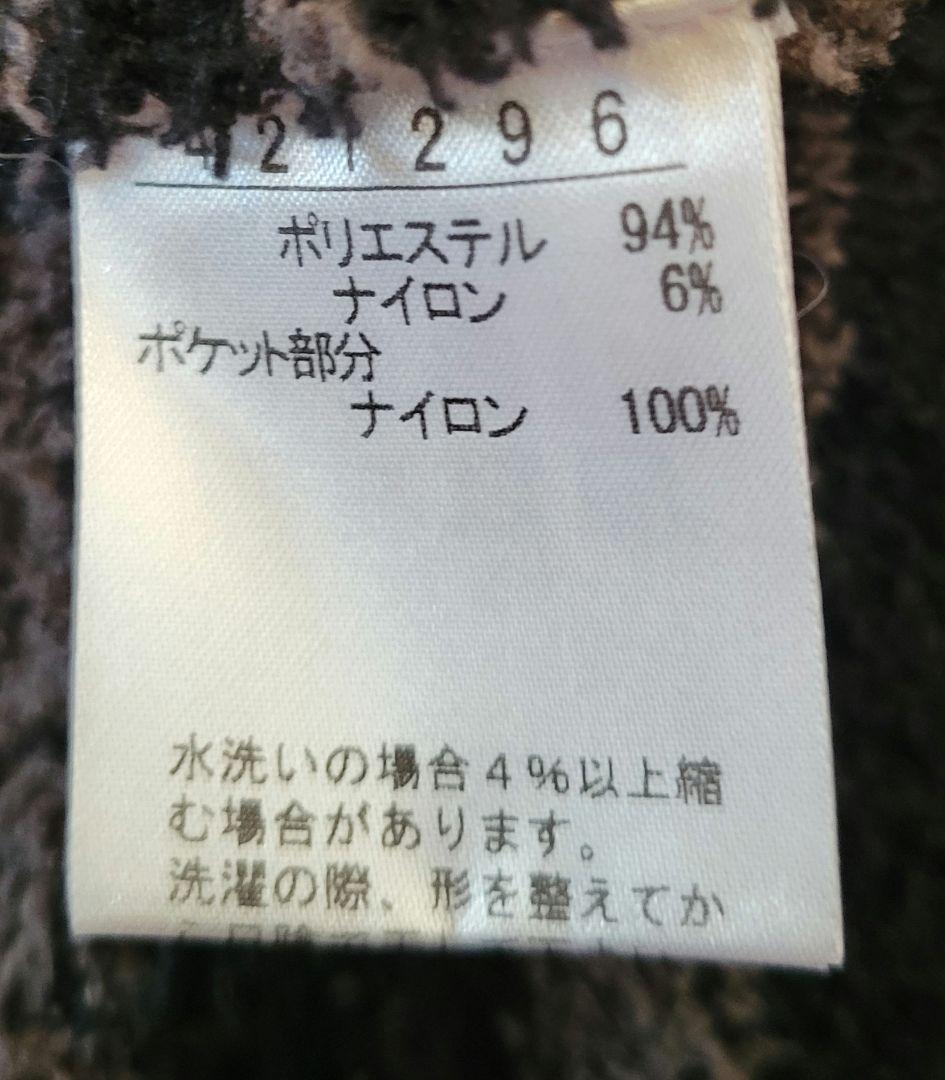 421296
ポリエステル 94%
ナイロン 6%
ポケット部分
ナイロン 100%
水洗いの場合4%以上縮
む場合があります。
洗濯の際、形を整えてか